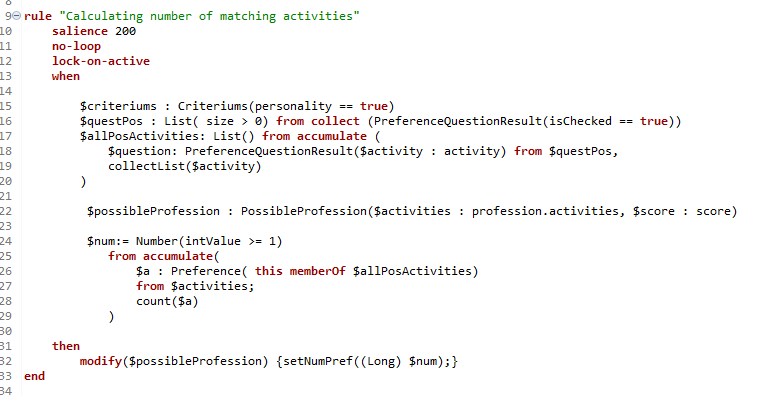 8
9 rule "Calculating number of matching activities"
10 salience 200
11 no-loop
12 lock-on-active
13 when
14
15 $criteriums : Criteriums(personality == true)
16 $questPos : List( size > 0) from collect (PreferenceQuestionResult(isChecked == true))
17 $allPosActivities: List() from accumulate (
18 $question: PreferenceQuestionResult($activity : activity) from $questPos,
19 collectList($activity)
20 )
21
22 $possibleProfession : PossibleProfession($activities : profession.activities, $score : score)
23
24 $num:= Number(intValue >= 1)
25 from accumulate(
26 $a : Preference( this memberOf $allPosActivities)
27 from $activities;
28 count($a)
29 )
30
31 then
32 modify($possibleProfession) {setNumPref((Long) $num);}
33 end
34